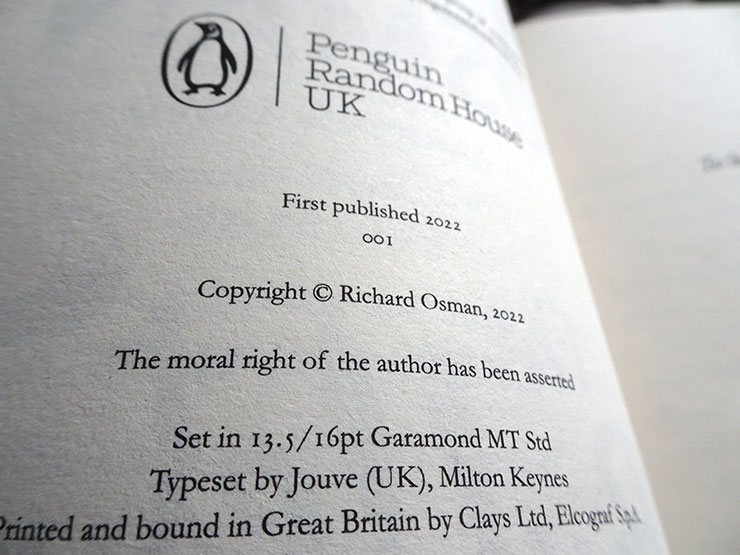 Penguin
Random House
UK
First published 2022
001
Copyright © Richard Osman, 2022
The moral right of the author has been asserted
Set in 13.5/16pt Garamond MT Std
Typeset by Jouve (UK), Milton Keynes
Printed and bound in Great Britain by Clays Ltd, Elcograf S.p.A.